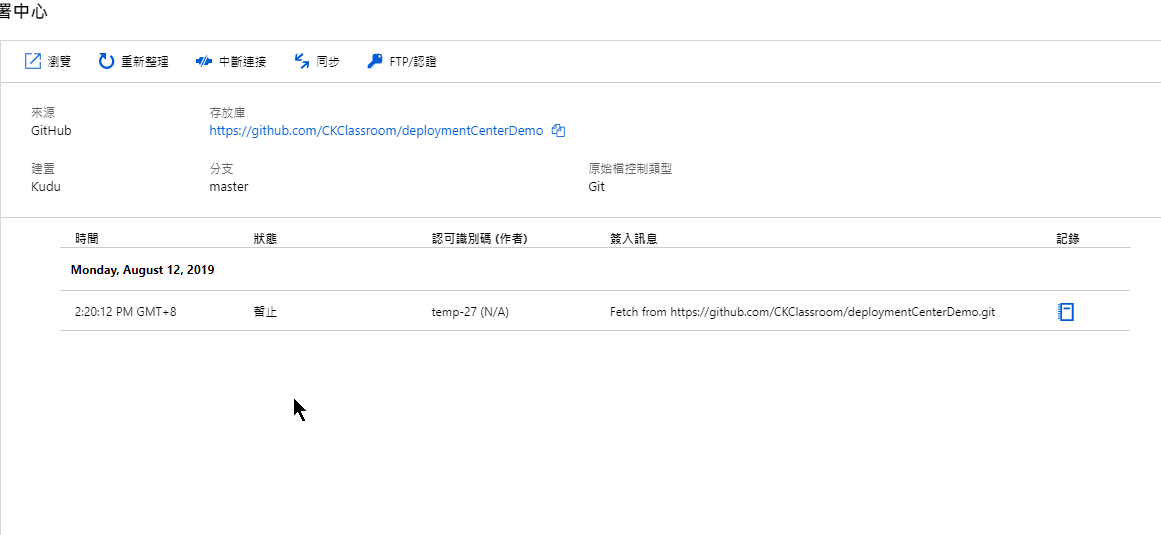 署中心
瀏覽 重新整理 中斷連接 同步 FTP/認證
來源 存放庫
GitHub https://github.com/CKClassroom/deploymentCenterDemo
建置 分支 原始檔控制類型
Kudu master Git
時間 狀態 認可識別碼 (作者) 簽入訊息 記錄
Monday, August 12, 2019
2:20:12 PM GMT+8 暫止 temp-27 (N/A) Fetch from https://github.com/CKClassroom/deploymentCenterDemo.git